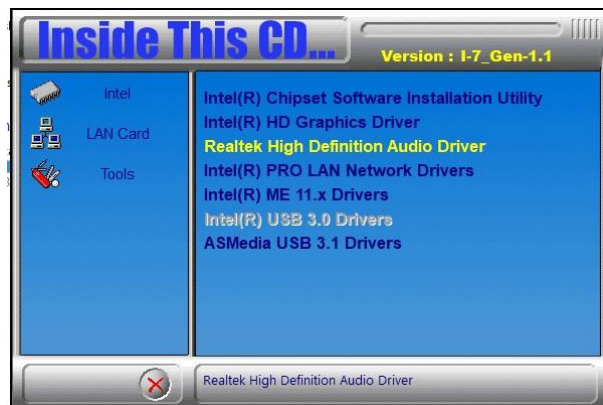 Inside This CD...
Version : I-7_Gen-1.1
Intel
LAN Card
Tools
Intel(R) Chipset Software Installation Utility
Intel(R) HD Graphics Driver
Realtek High Definition Audio Driver
Intel(R) PRO LAN Network Drivers
Intel(R) ME 11.x Drivers
Intel(R) USB 3.0 Drivers
ASMedia USB 3.1 Drivers
Realtek High Definition Audio Driver